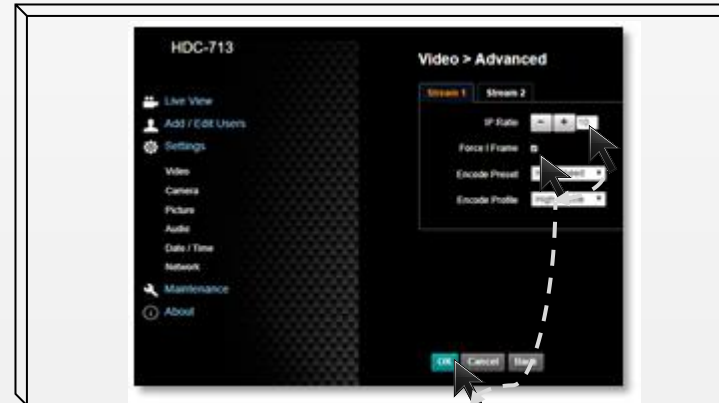 HDC-713
Live View
Add / Edit Users
Settings
Video
Camera
Picture
Audio
Date / Time
Network
Maintenance
About
Video > Advanced
Stream 1 Stream 2
IP Ratio - +
Force I Frame
Encode Preset
Encode Profile
OK Cancel Back